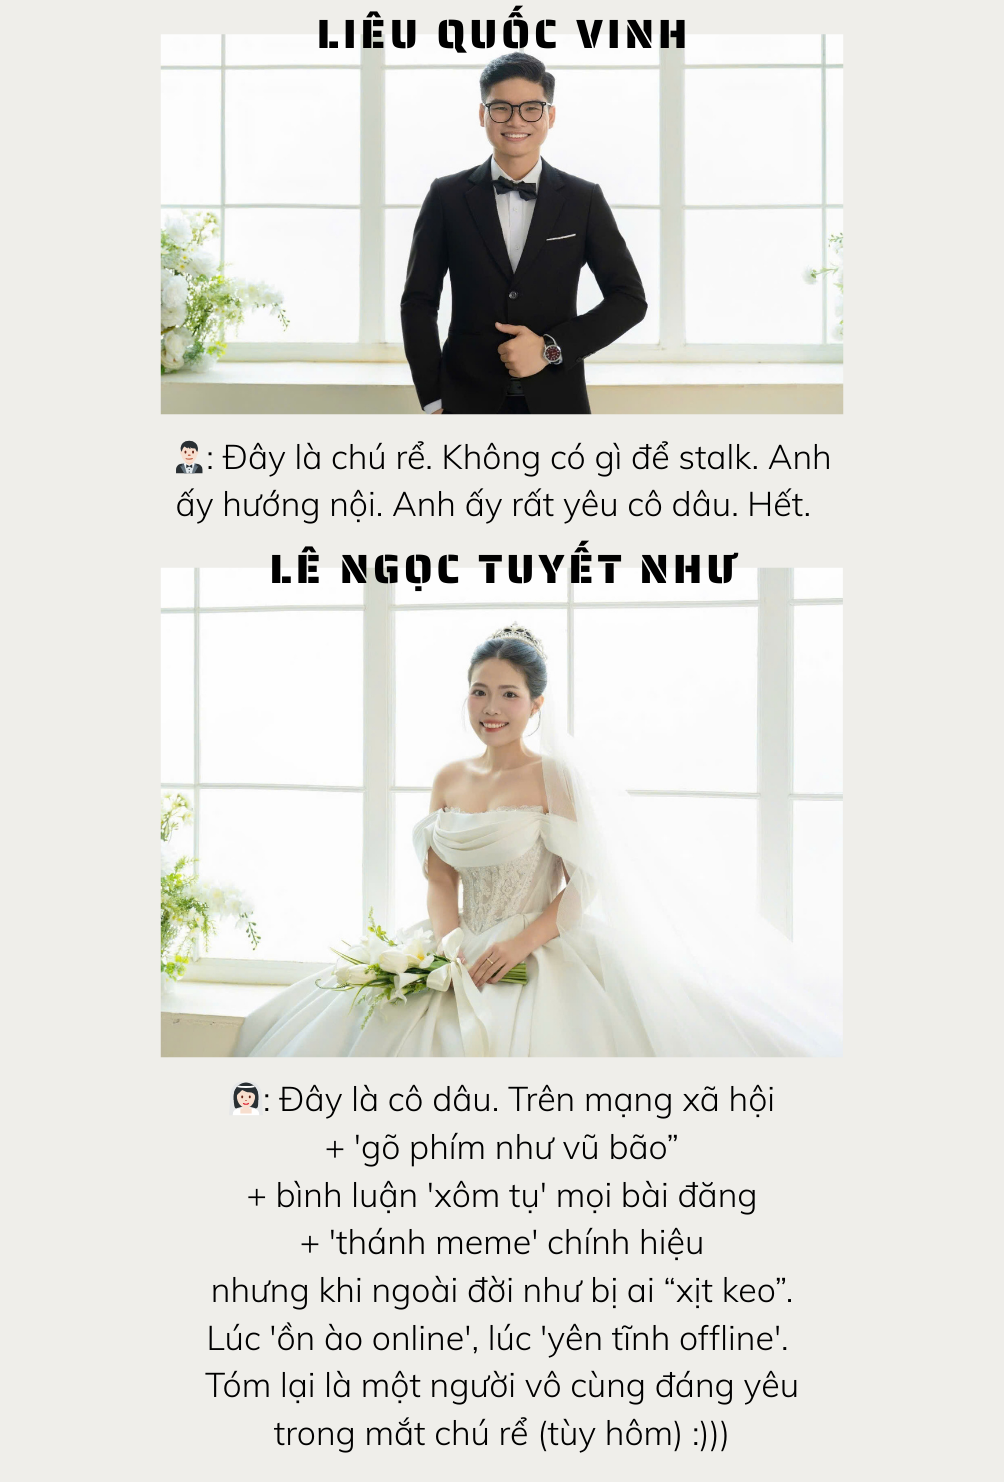 LIÊU QUỐC VINH
🤵🏻: Đây là chú rể. Không có gì để stalk. Anh
ấy hướng nội. Anh ấy rất yêu cô dâu. Hết.
LÊ NGỌC TUYẾT NHƯ
👰🏻: Đây là cô dâu. Trên mạng xã hội
+ 'gõ phím như vũ bão”
+ bình luận 'xôm tụ' mọi bài đăng
+ 'thánh meme' chính hiệu
nhưng khi ngoài đời như bị ai “xịt keo”.
Lúc 'ồn ào online', lúc 'yên tĩnh offline'.
Tóm lại là một người vô cùng đáng yêu
trong mắt chú rể (tùy hôm) :)))